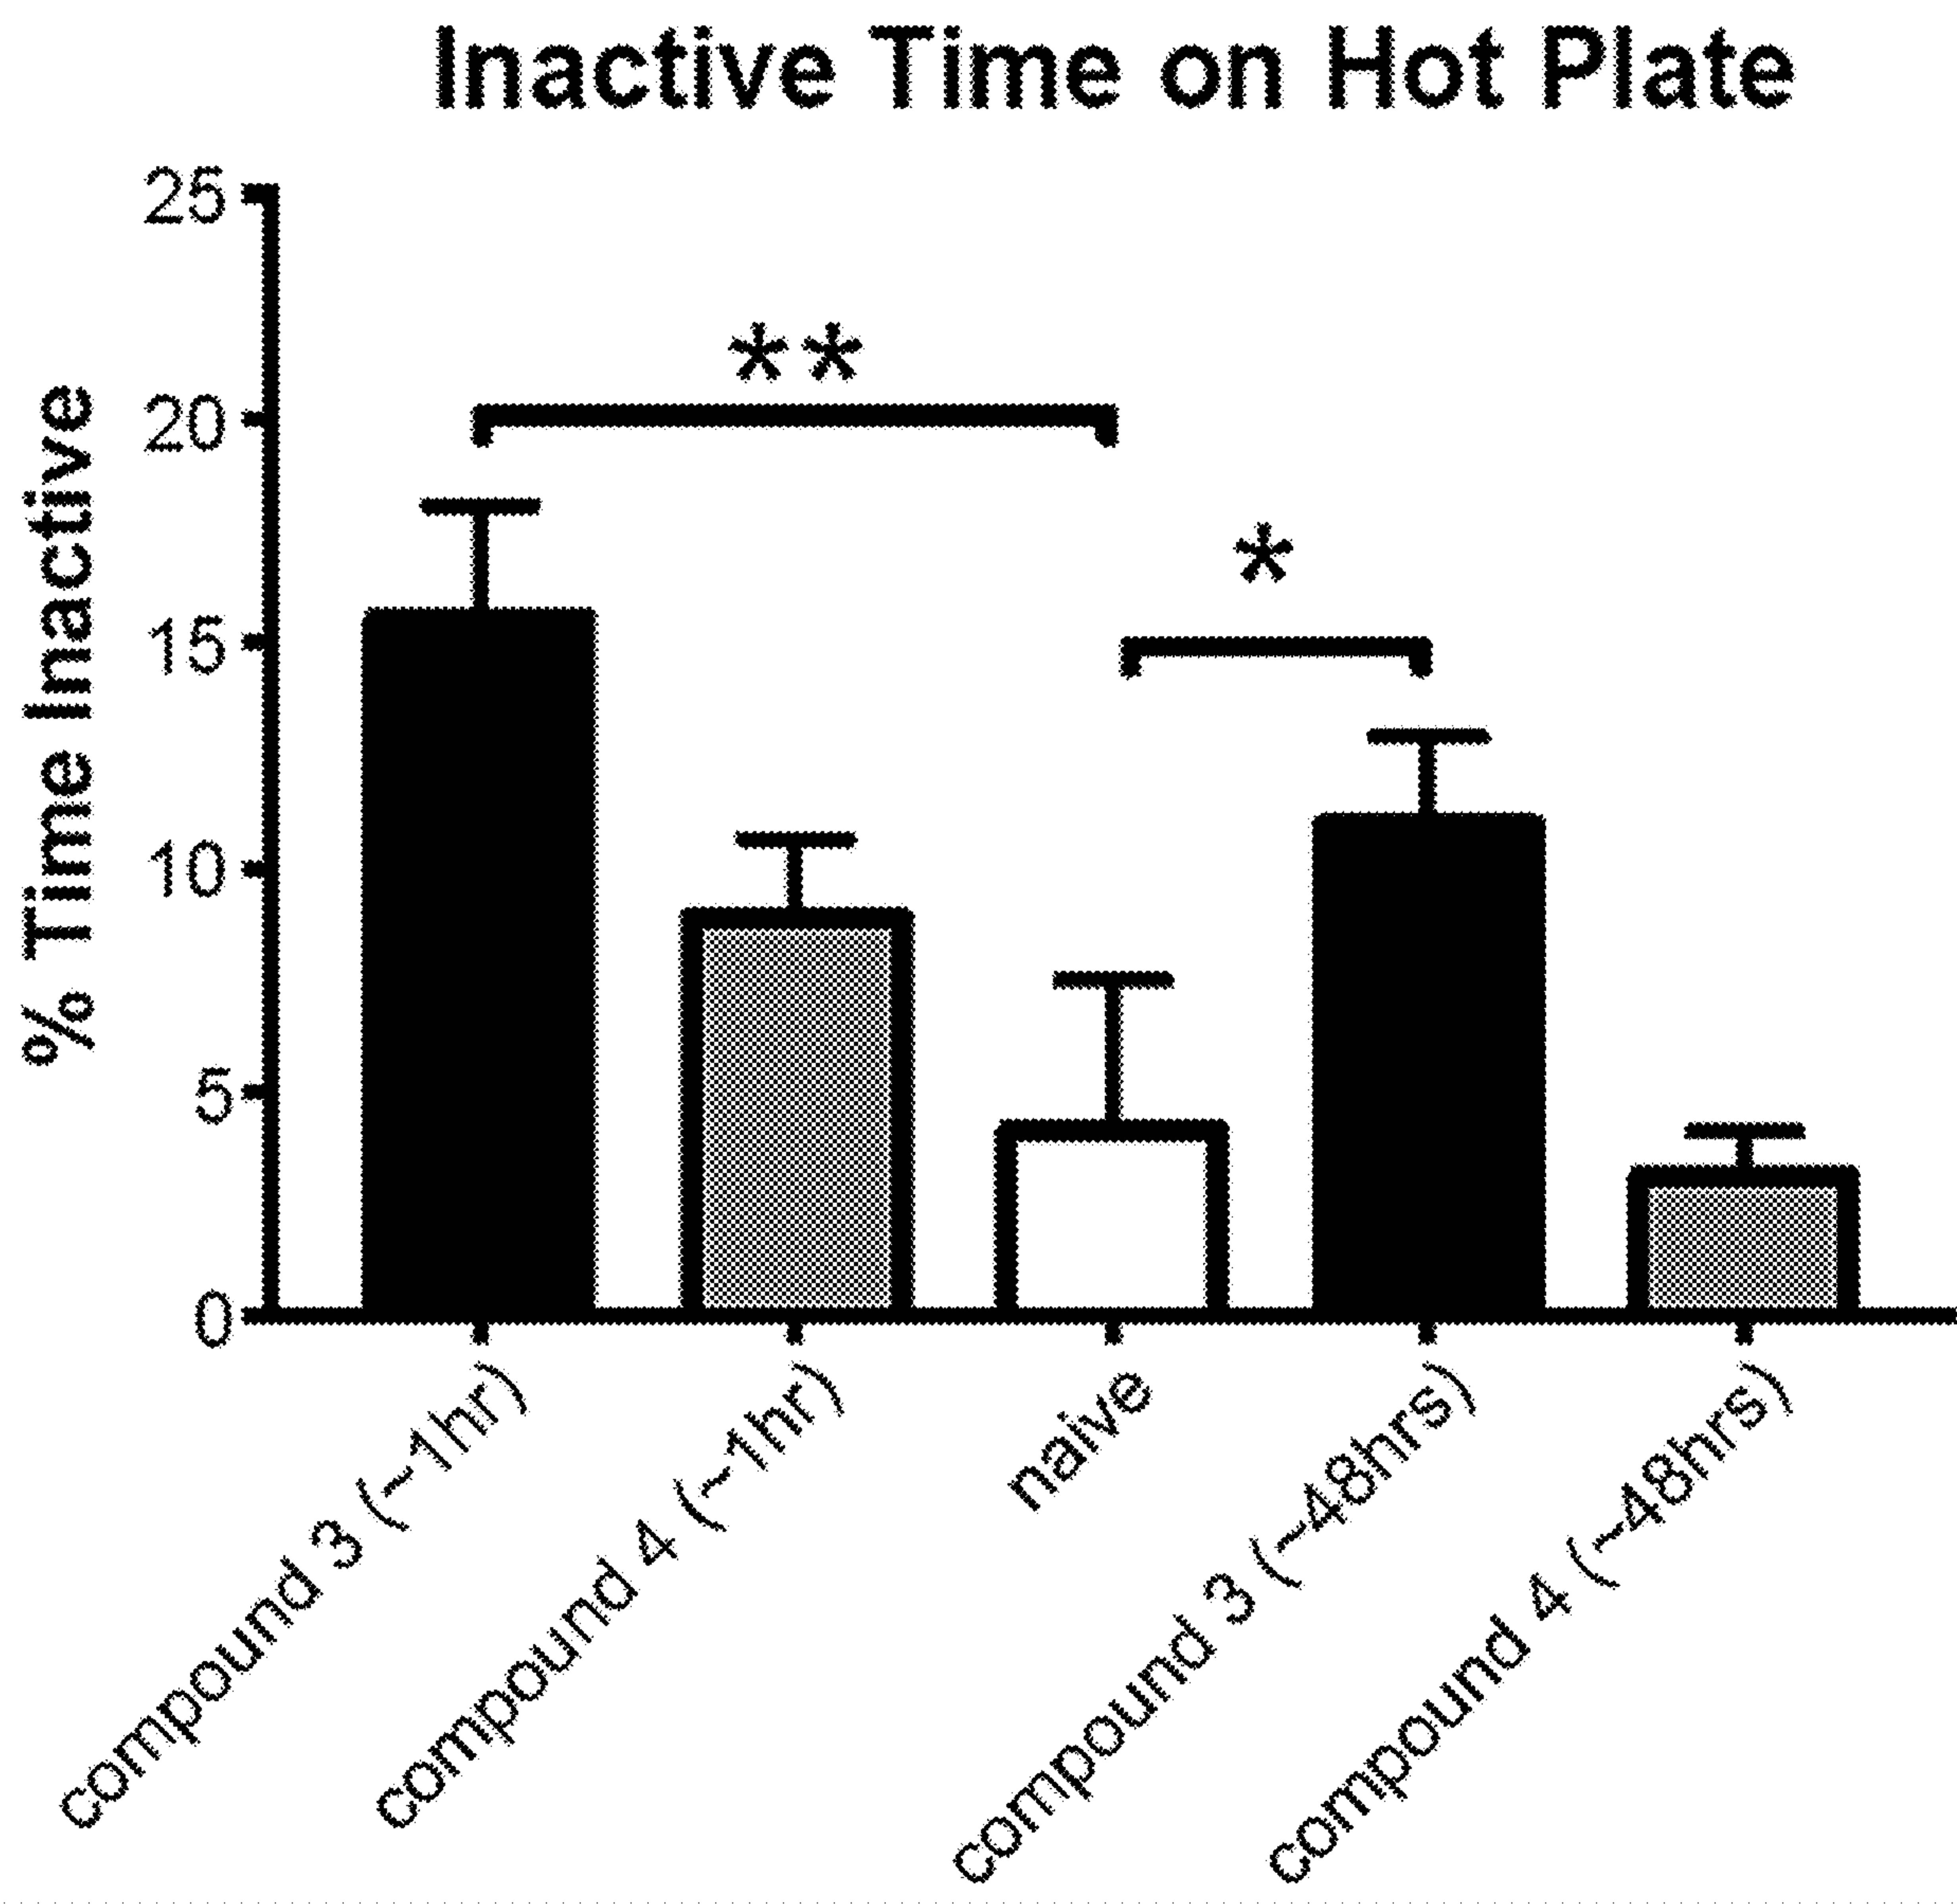 Inactive Time on Hot Plate
% Time Inactive
25
20
15
10
5
0
**
*
compound 3 (~1hr)
compound 4 (~1hr)
naive
compound 3 (~48hrs)
compound 4 (~48hrs)